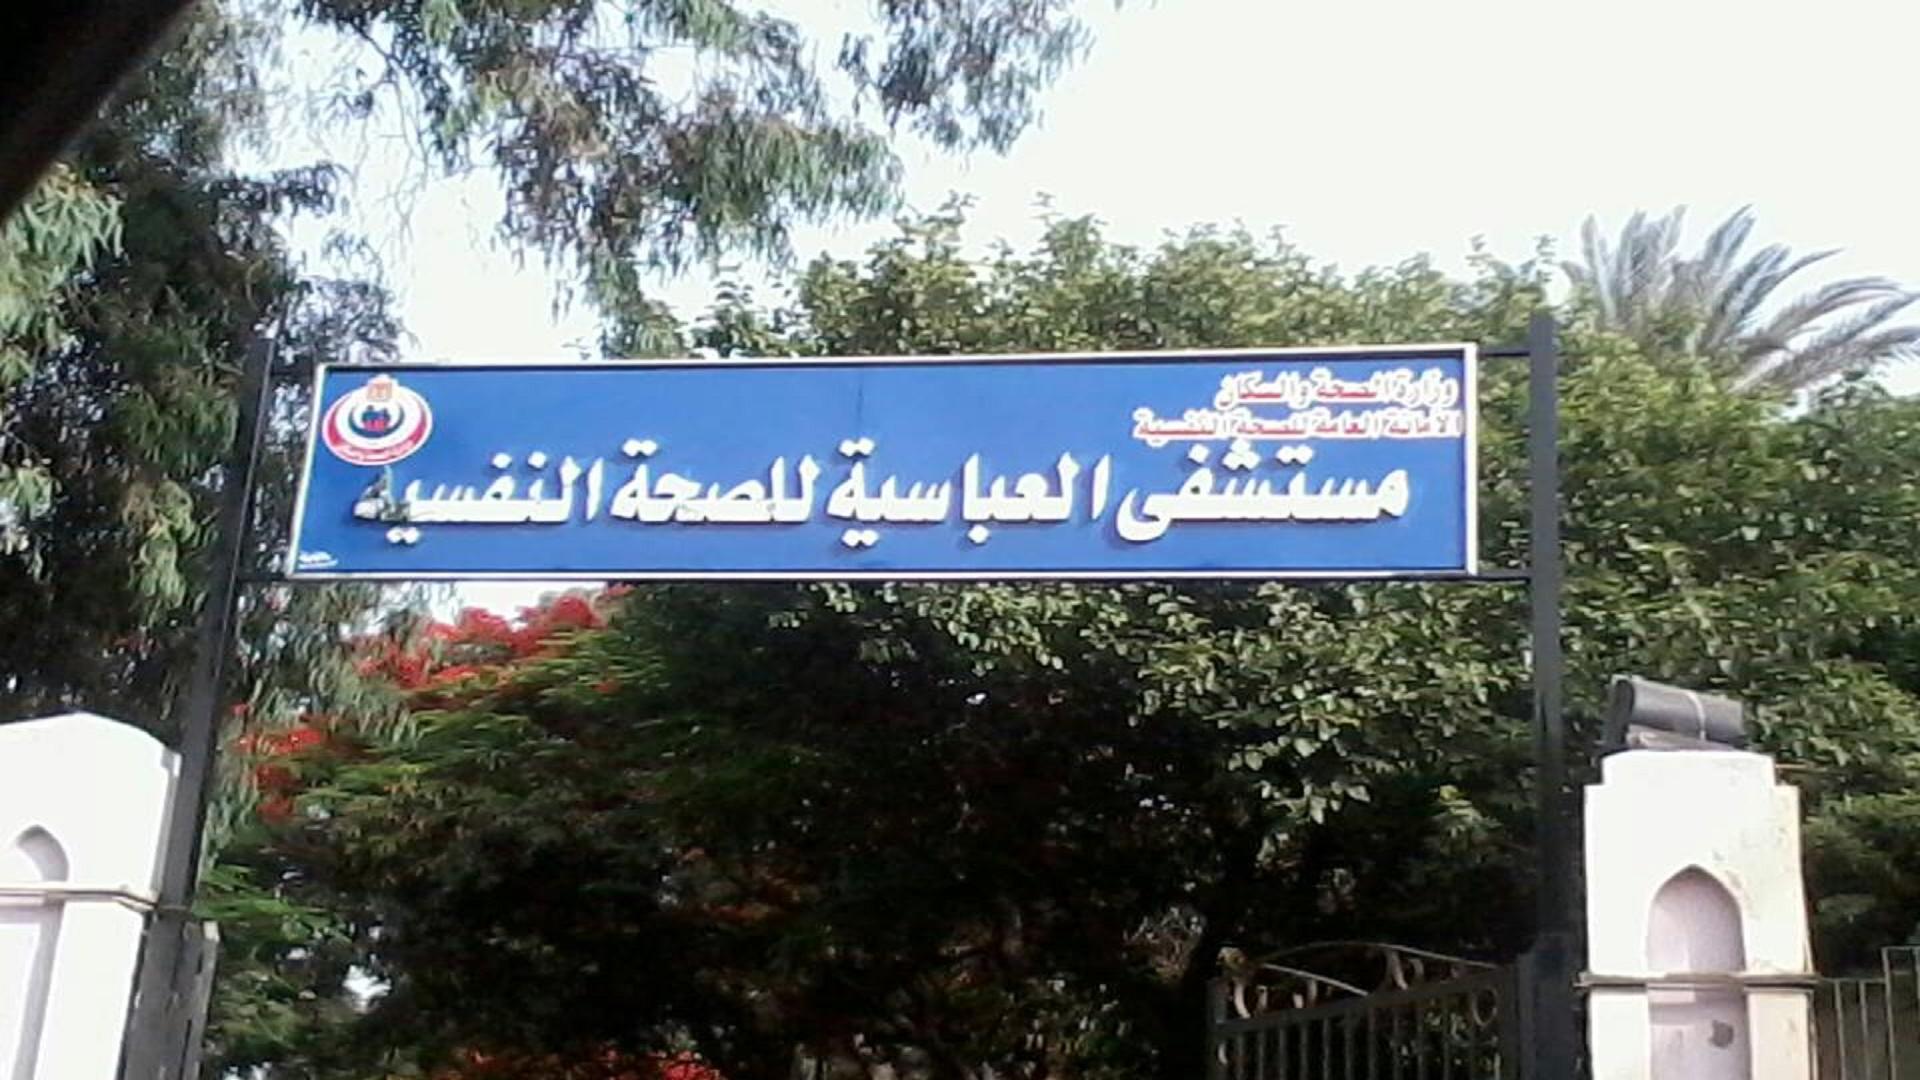 وزارة الصحة والسكان
الأمانة العامة للصحة النفسية
مستشفى العباسية للصحة النفسية